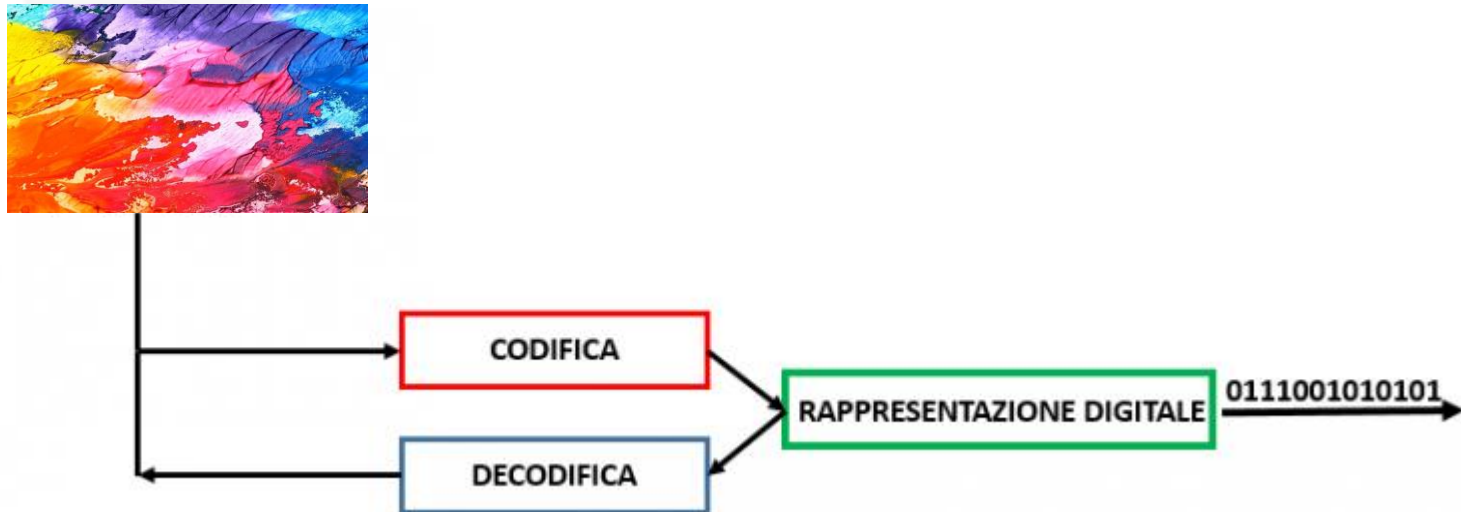 CODIFICA
RAPPRESENTAZIONE DIGITALE
0111001010101
DECODIFICA